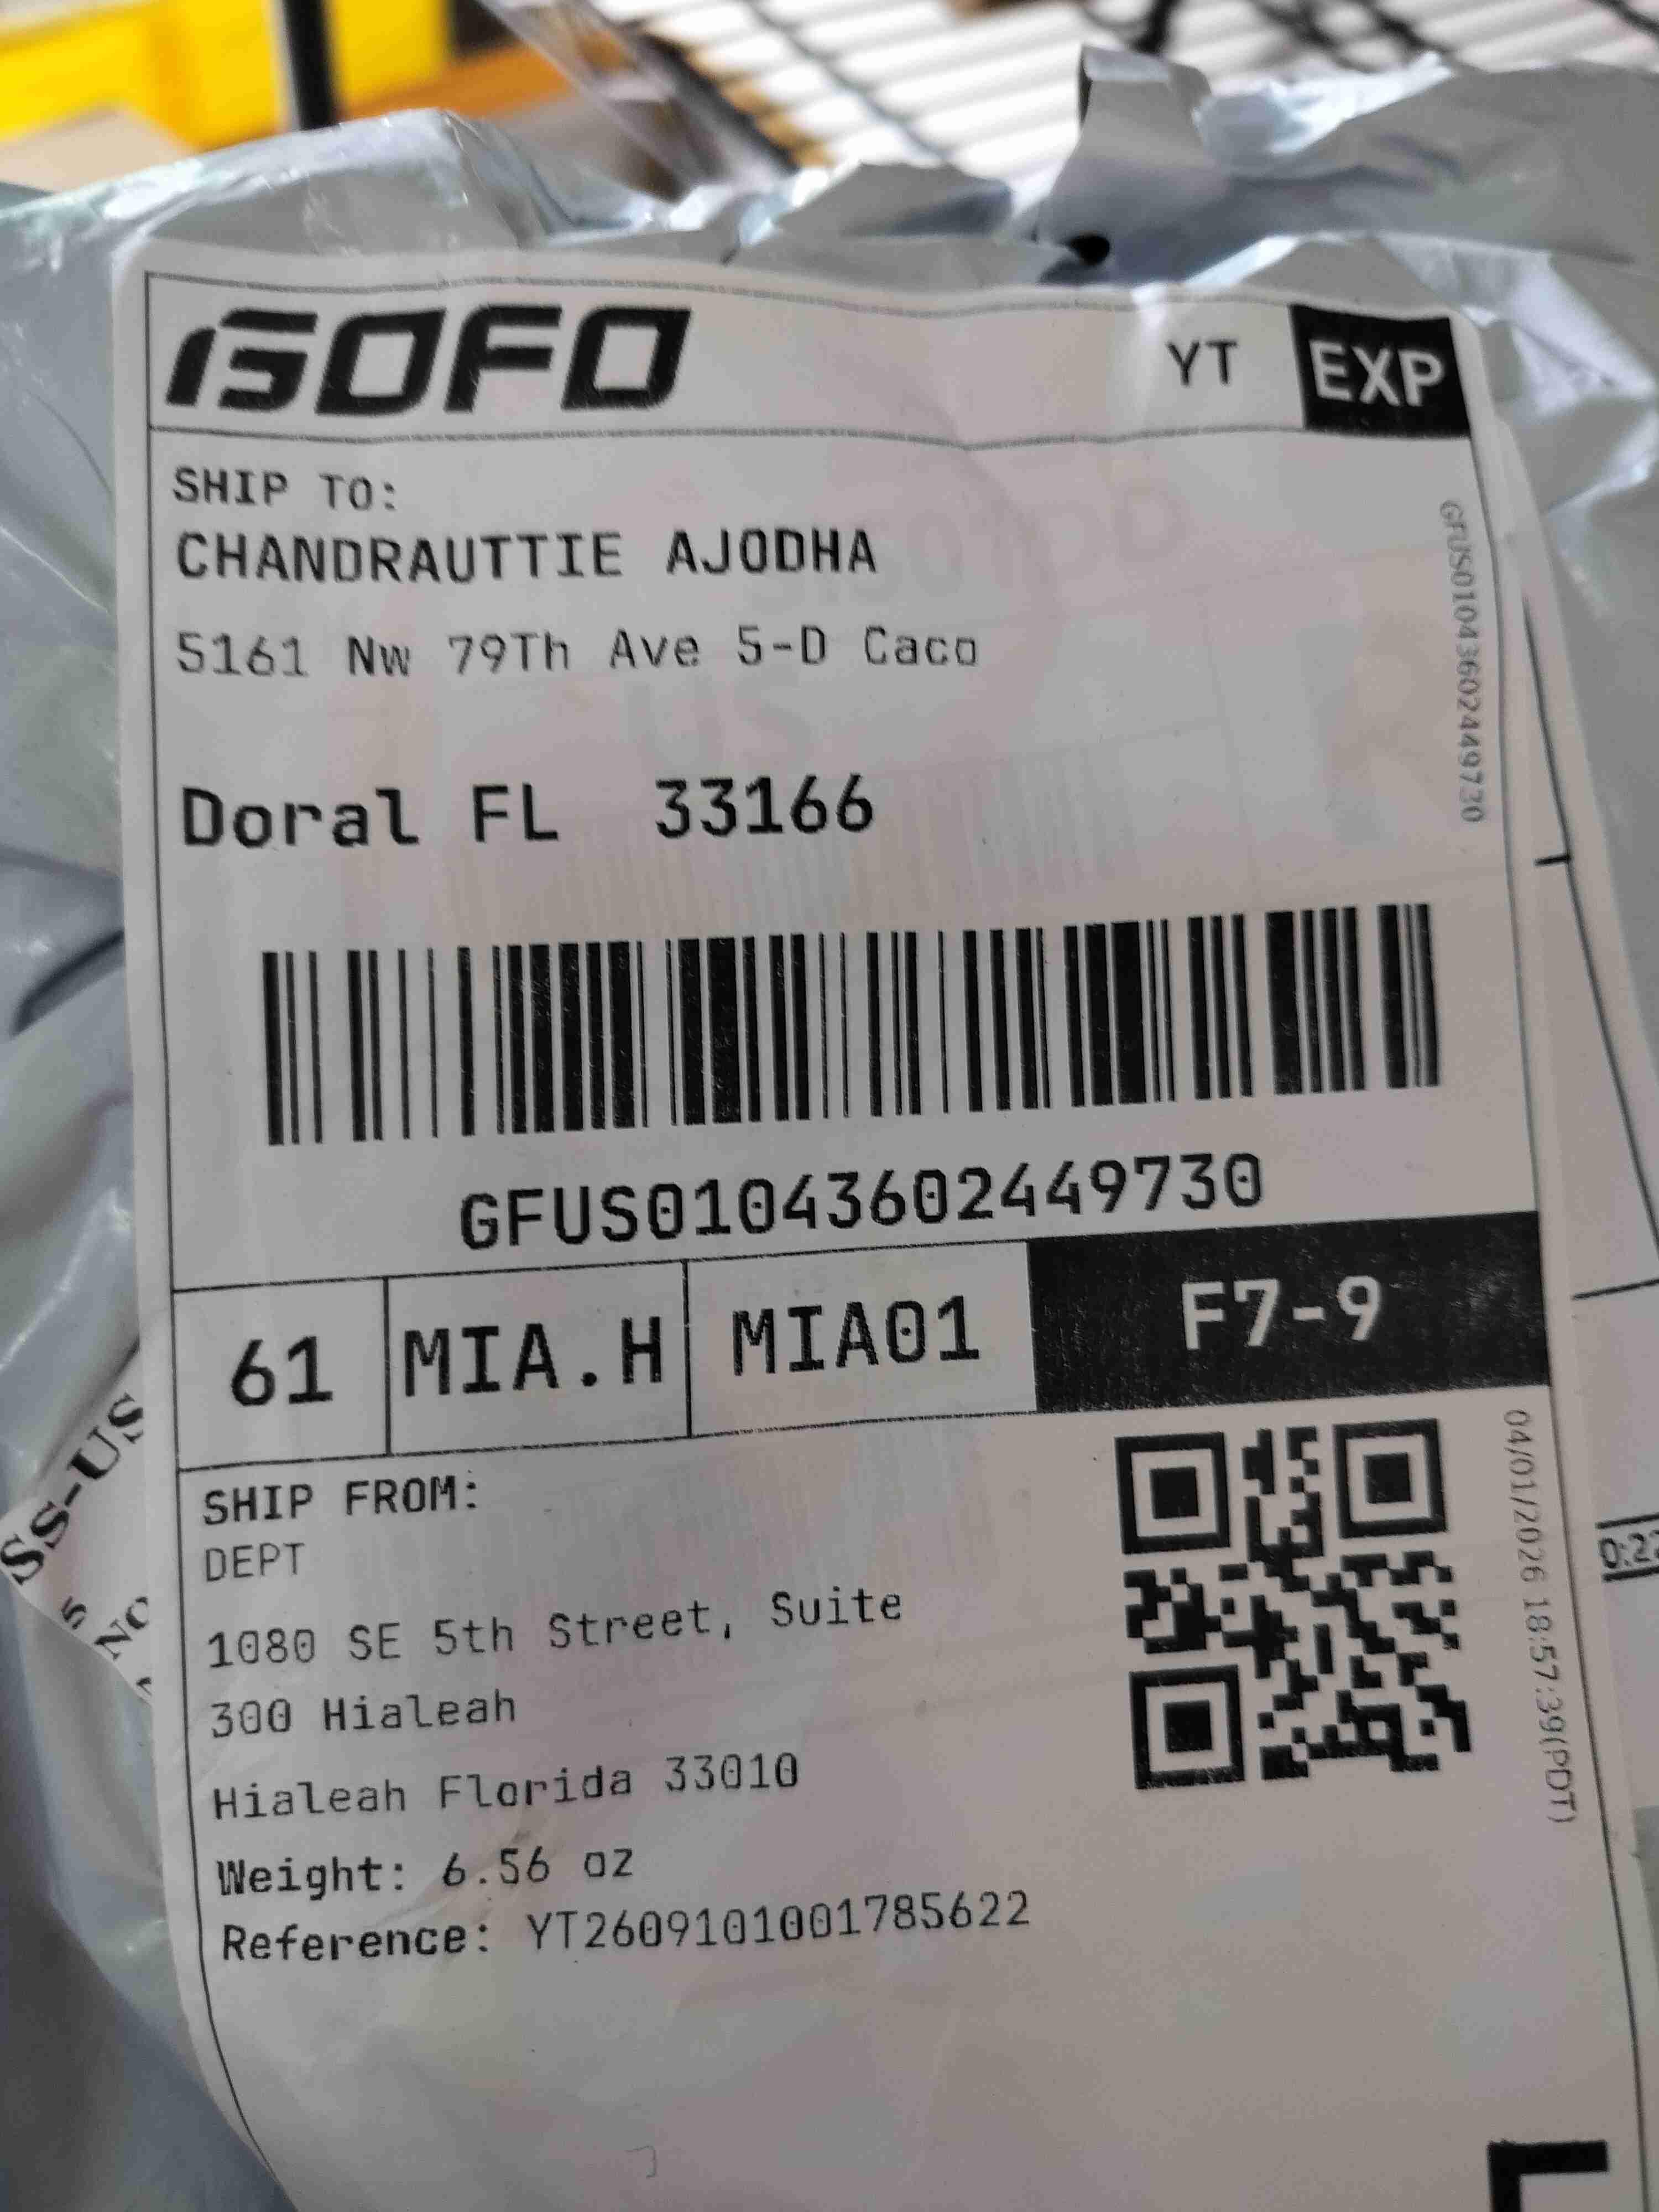 GOFO
YT EXP
SHIP TO:
CHANDRAUTTIE AJODHA
5161 Nw 79Th Ave 5-D Caco
Doral FL 33166
GFUS01043602449730
GFUS01043602449730
61 MIA.H MIA01 F7-9
SHIP FROM:
DEPT
1080 SE 5th Street, Suite
300 Hialeah
Hialeah Florida 33010
Weight: 6.56 oz
Reference: YT2609101001785622
04/01/2026 18:57:39(PDT)
SS-US